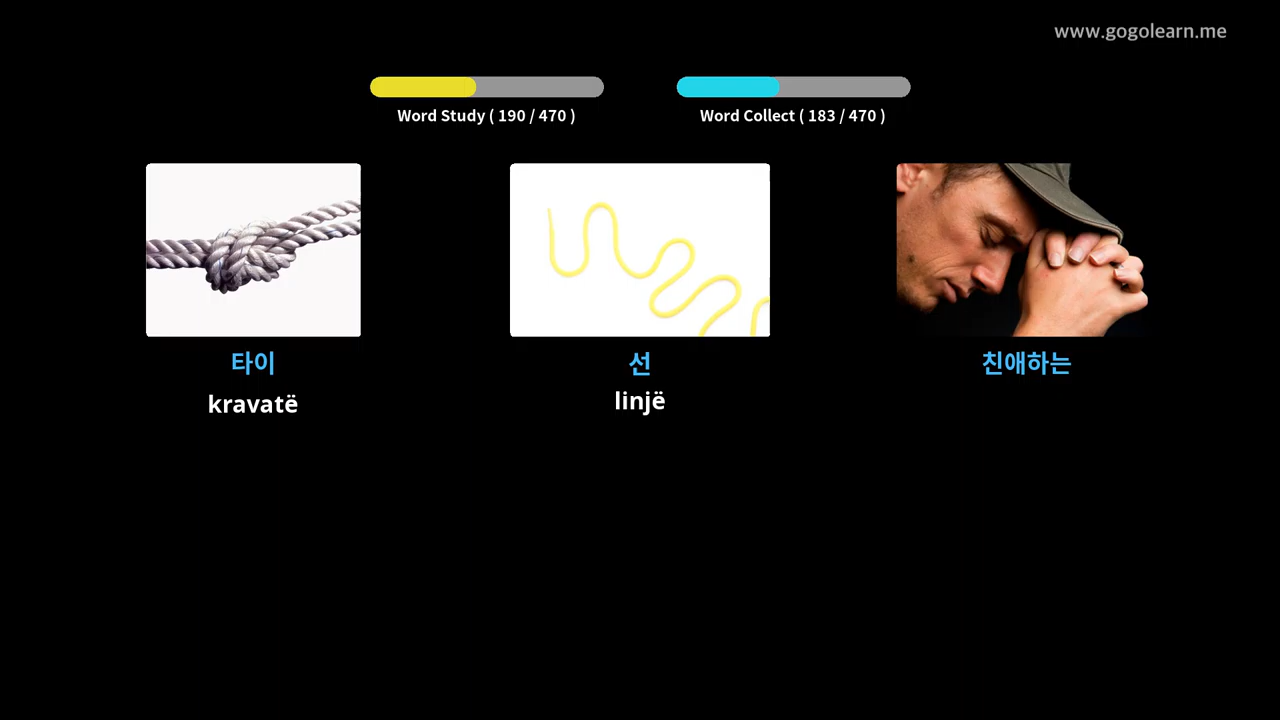 www.gogolearn.me
Word Study ( 190 / 470 )
Word Collect ( 183 / 470 )
타이
선
친애하는
kravatë
linjë